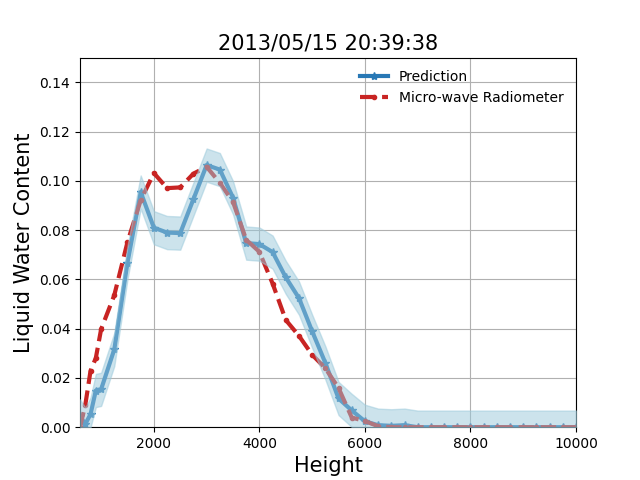 2013/05/15 20:39:38
Prediction
Micro-wave Radiometer
Liquid Water Content
0.14
0.12
0.10
0.08
0.06
0.04
0.02
0.00
2000 4000 6000 8000 10000
Height